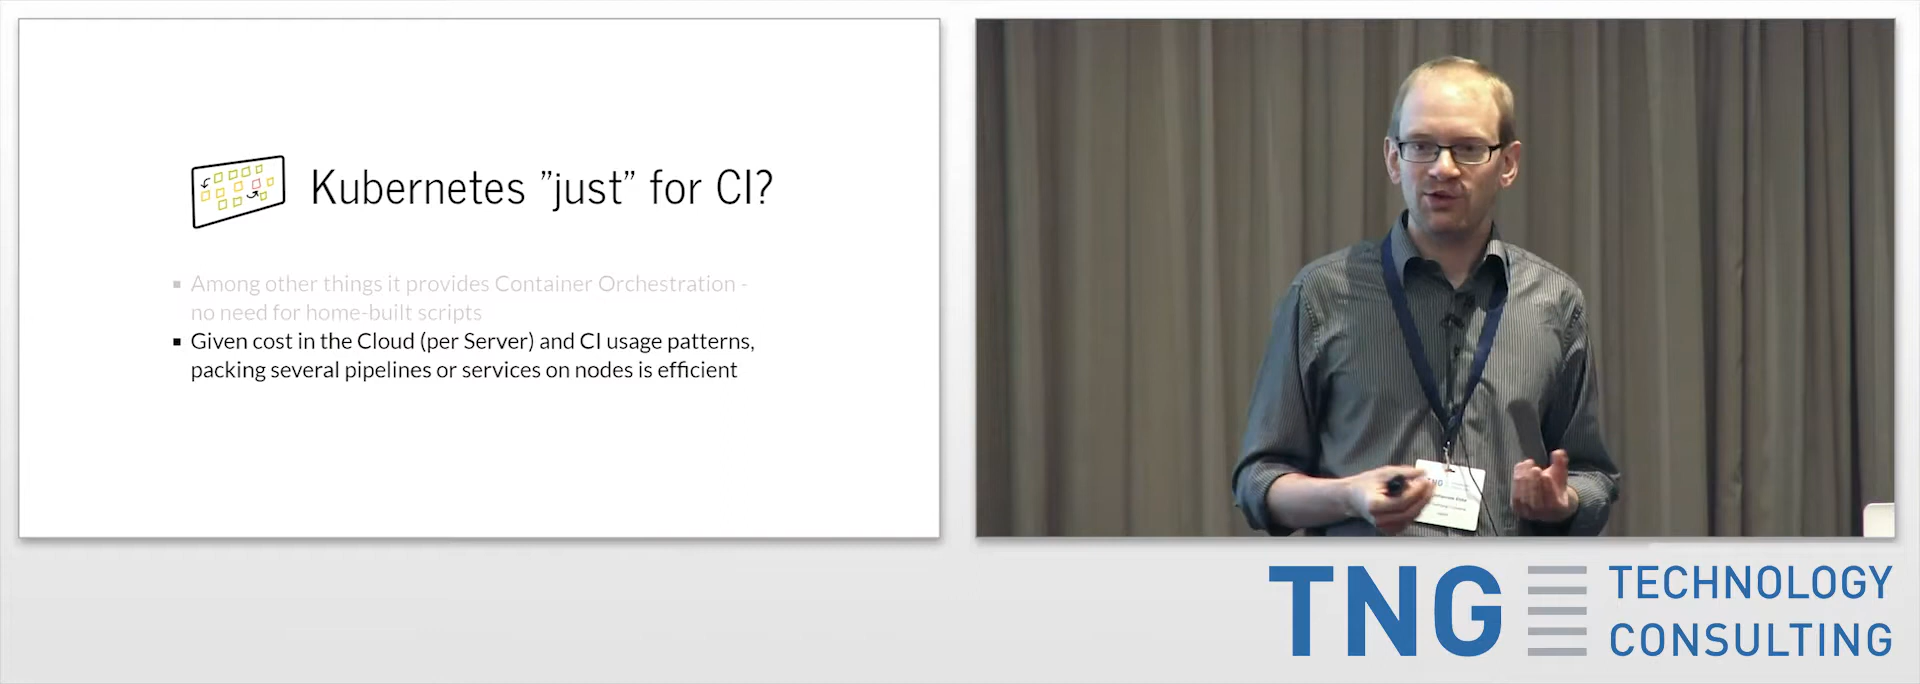 Kubernetes ”just” for CI?
Among other things it provides Container Orchestration -
no need for home-built scripts
Given cost in the Cloud (per Server) and CI usage patterns,
packing several pipelines or services on nodes is efficient
TNG
TNG
TECHNOLOGY
CONSULTING